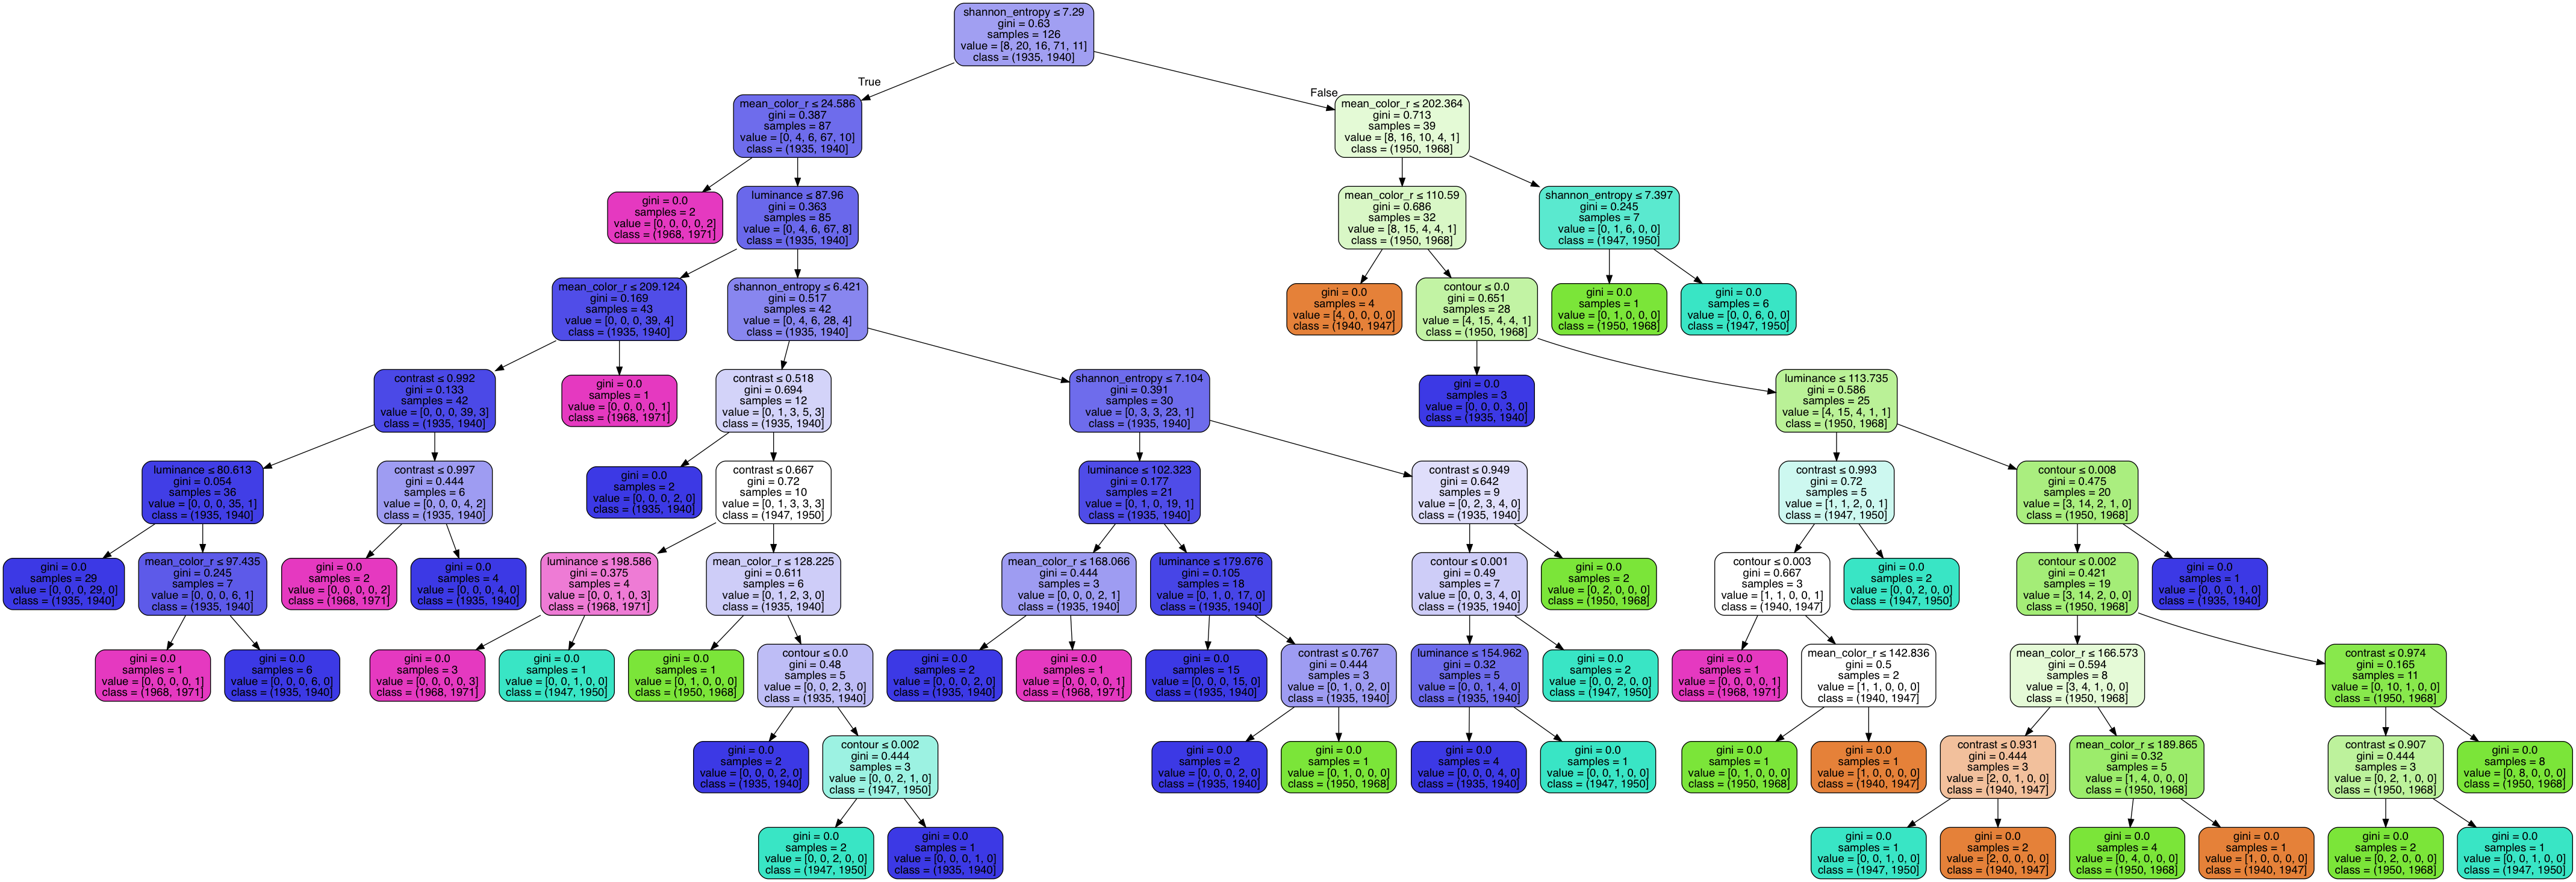 shannon_entropy ≤ 7.29
gini = 0.63
samples = 126
value = [8, 20, 16, 71, 11]
class = (1935, 1940]
True
False
mean_color_r ≤ 24.586
gini = 0.387
samples = 87
value = [0, 4, 6, 67, 10]
class = (1935, 1940]
mean_color_r ≤ 202.364
gini = 0.713
samples = 39
value = [8, 16, 10, 4, 1]
class = (1950, 1968]
gini = 0.0
samples = 2
value = [0, 0, 0, 0, 2]
class = (1968, 1971]
luminance ≤ 87.96
gini = 0.363
samples = 85
value = [0, 4, 6, 67, 8]
class = (1935, 1940]
mean_color_r ≤ 110.59
gini = 0.686
samples = 32
value = [8, 15, 4, 4, 1]
class = (1950, 1968]
shannon_entropy ≤ 7.397
gini = 0.245
samples = 7
value = [0, 1, 6, 0, 0]
class = (1947, 1950]
mean_color_r ≤ 209.124
gini = 0.169
samples = 43
value = [0, 0, 0, 39, 4]
class = (1935, 1940]
shannon_entropy ≤ 6.421
gini = 0.517
samples = 42
value = [0, 4, 6, 28, 4]
class = (1935, 1940]
gini = 0.0
samples = 4
value = [4, 0, 0, 0, 0]
class = (1940, 1947]
contour ≤ 0.0
gini = 0.651
samples = 28
value = [4, 15, 4, 4, 1]
class = (1950, 1968]
gini = 0.0
samples = 1
value = [0, 1, 0, 0, 0]
class = (1950, 1968]
gini = 0.0
samples = 6
value = [0, 0, 6, 0, 0]
class = (1947, 1950]
contrast ≤ 0.992
gini = 0.133
samples = 42
value = [0, 0, 0, 39, 3]
class = (1935, 1940]
gini = 0.0
samples = 1
value = [0, 0, 0, 0, 1]
class = (1968, 1971]
contrast ≤ 0.518
gini = 0.694
samples = 12
value = [0, 1, 3, 5, 3]
class = (1935, 1940]
shannon_entropy ≤ 7.104
gini = 0.391
samples = 30
value = [0, 3, 3, 23, 1]
class = (1935, 1940]
gini = 0.0
samples = 3
value = [0, 0, 0, 3, 0]
class = (1935, 1940]
luminance ≤ 113.735
gini = 0.586
samples = 25
value = [4, 15, 4, 1, 1]
class = (1950, 1968]
luminance ≤ 80.613
gini = 0.054
samples = 36
value = [0, 0, 0, 35, 1]
class = (1935, 1940]
contrast ≤ 0.997
gini = 0.444
samples = 6
value = [0, 0, 0, 4, 2]
class = (1935, 1940]
gini = 0.0
samples = 2
value = [0, 0, 0, 2, 0]
class = (1935, 1940]
contrast ≤ 0.667
gini = 0.72
samples = 10
value = [0, 1, 3, 3, 3]
class = (1947, 1950]
luminance ≤ 102.323
gini = 0.177
samples = 21
value = [0, 1, 0, 19, 1]
class = (1935, 1940]
contrast ≤ 0.949
gini = 0.642
samples = 9
value = [0, 2, 3, 4, 0]
class = (1935, 1940]
contrast ≤ 0.993
gini = 0.72
samples = 5
value = [1, 1, 2, 0, 1]
class = (1947, 1950]
contour ≤ 0.008
gini = 0.475
samples = 20
value = [3, 14, 2, 1, 0]
class = (1950, 1968]
gini = 0.0
samples = 29
value = [0, 0, 0, 29, 0]
class = (1935, 1940]
mean_color_r ≤ 97.435
gini = 0.245
samples = 7
value = [0, 0, 0, 6, 1]
class = (1935, 1940]
gini = 0.0
samples = 2
value = [0, 0, 0, 0, 2]
class = (1968, 1971]
gini = 0.0
samples = 4
value = [0, 0, 0, 4, 0]
class = (1935, 1940]
luminance ≤ 198.586
gini = 0.375
samples = 4
value = [0, 0, 1, 0, 3]
class = (1968, 1971]
mean_color_r ≤ 128.225
gini = 0.611
samples = 6
value = [0, 1, 2, 3, 0]
class = (1935, 1940]
mean_color_r ≤ 168.066
gini = 0.444
samples = 3
value = [0, 0, 0, 2, 1]
class = (1935, 1940]
luminance ≤ 179.676
gini = 0.105
samples = 18
value = [0, 1, 0, 17, 0]
class = (1935, 1940]
contour ≤ 0.001
gini = 0.49
samples = 7
value = [0, 0, 3, 4, 0]
class = (1935, 1940]
gini = 0.0
samples = 2
value = [0, 2, 0, 0, 0]
class = (1950, 1968]
contour ≤ 0.003
gini = 0.667
samples = 3
value = [1, 1, 0, 0, 1]
class = (1940, 1947]
gini = 0.0
samples = 2
value = [0, 0, 2, 0, 0]
class = (1947, 1950]
contour ≤ 0.002
gini = 0.421
samples = 19
value = [3, 14, 2, 0, 0]
class = (1950, 1968]
gini = 0.0
samples = 1
value = [0, 0, 0, 1, 0]
class = (1935, 1940]
gini = 0.0
samples = 1
value = [0, 0, 0, 0, 1]
class = (1968, 1971]
gini = 0.0
samples = 6
value = [0, 0, 0, 6, 0]
class = (1935, 1940]
gini = 0.0
samples = 3
value = [0, 0, 0, 0, 3]
class = (1968, 1971]
gini = 0.0
samples = 1
value = [0, 0, 1, 0, 0]
class = (1947, 1950]
gini = 0.0
samples = 1
value = [0, 1, 0, 0, 0]
class = (1950, 1968]
contour ≤ 0.0
gini = 0.48
samples = 5
value = [0, 0, 2, 3, 0]
class = (1935, 1940]
gini = 0.0
samples = 2
value = [0, 0, 0, 2, 0]
class = (1935, 1940]
gini = 0.0
samples = 1
value = [0, 0, 0, 0, 1]
class = (1968, 1971]
gini = 0.0
samples = 15
value = [0, 0, 0, 15, 0]
class = (1935, 1940]
contrast ≤ 0.767
gini = 0.444
samples = 3
value = [0, 1, 0, 2, 0]
class = (1935, 1940]
luminance ≤ 154.962
gini = 0.32
samples = 5
value = [0, 0, 1, 4, 0]
class = (1935, 1940]
gini = 0.0
samples = 2
value = [0, 0, 2, 0, 0]
class = (1947, 1950]
gini = 0.0
samples = 1
value = [0, 0, 0, 0, 1]
class = (1968, 1971]
mean_color_r ≤ 142.836
gini = 0.5
samples = 2
value = [1, 1, 0, 0, 0]
class = (1940, 1947]
mean_color_r ≤ 166.573
gini = 0.594
samples = 8
value = [3, 4, 1, 0, 0]
class = (1950, 1968]
contrast ≤ 0.974
gini = 0.165
samples = 11
value = [0, 10, 1, 0, 0]
class = (1950, 1968]
gini = 0.0
samples = 2
value = [0, 0, 0, 2, 0]
class = (1935, 1940]
contour ≤ 0.002
gini = 0.444
samples = 3
value = [0, 0, 2, 1, 0]
class = (1947, 1950]
gini = 0.0
samples = 2
value = [0, 0, 0, 2, 0]
class = (1935, 1940]
gini = 0.0
samples = 1
value = [0, 1, 0, 0, 0]
class = (1950, 1968]
gini = 0.0
samples = 4
value = [0, 0, 0, 4, 0]
class = (1935, 1940]
gini = 0.0
samples = 1
value = [0, 0, 1, 0, 0]
class = (1947, 1950]
gini = 0.0
samples = 1
value = [0, 1, 0, 0, 0]
class = (1950, 1968]
gini = 0.0
samples = 1
value = [1, 0, 0, 0, 0]
class = (1940, 1947]
contrast ≤ 0.931
gini = 0.444
samples = 3
value = [2, 0, 1, 0, 0]
class = (1940, 1947]
mean_color_r ≤ 189.865
gini = 0.32
samples = 5
value = [1, 4, 0, 0, 0]
class = (1950, 1968]
contrast ≤ 0.907
gini = 0.444
samples = 3
value = [0, 2, 1, 0, 0]
class = (1950, 1968]
gini = 0.0
samples = 8
value = [0, 8, 0, 0, 0]
class = (1950, 1968]
gini = 0.0
samples = 2
value = [0, 0, 2, 0, 0]
class = (1947, 1950]
gini = 0.0
samples = 1
value = [0, 0, 0, 1, 0]
class = (1935, 1940]
gini = 0.0
samples = 1
value = [0, 0, 1, 0, 0]
class = (1947, 1950]
gini = 0.0
samples = 2
value = [2, 0, 0, 0, 0]
class = (1940, 1947]
gini = 0.0
samples = 4
value = [0, 4, 0, 0, 0]
class = (1950, 1968]
gini = 0.0
samples = 1
value = [1, 0, 0, 0, 0]
class = (1940, 1947]
gini = 0.0
samples = 2
value = [0, 2, 0, 0, 0]
class = (1950, 1968]
gini = 0.0
samples = 1
value = [0, 0, 1, 0, 0]
class = (1947, 1950]